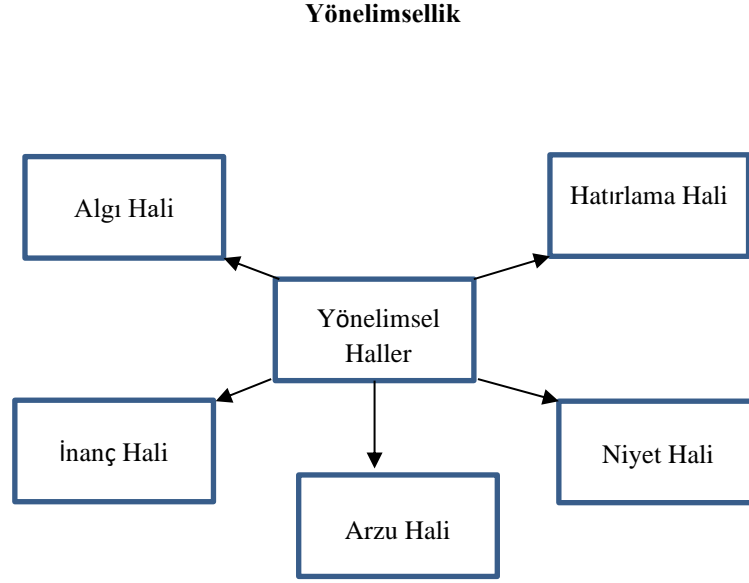 Yönelimsellik
Algı Hali
Hatırlama Hali
Yönelimsel
Haller
İnanç Hali
Niyet Hali
Arzu Hali